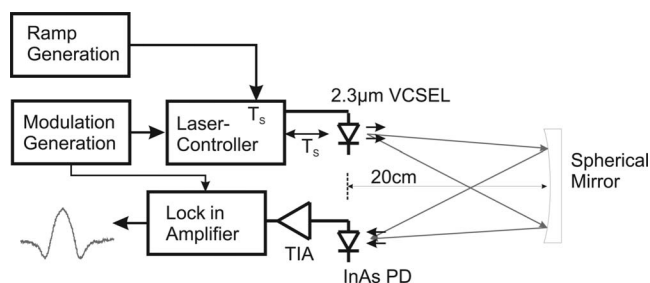 Ramp
Generation
2.3µm VCSEL
Modulation
Generation
Laser-
Controller
Ts
Ts
20cm
Spherical
Mirror
Lock in
Amplifier
TIA
InAs PD